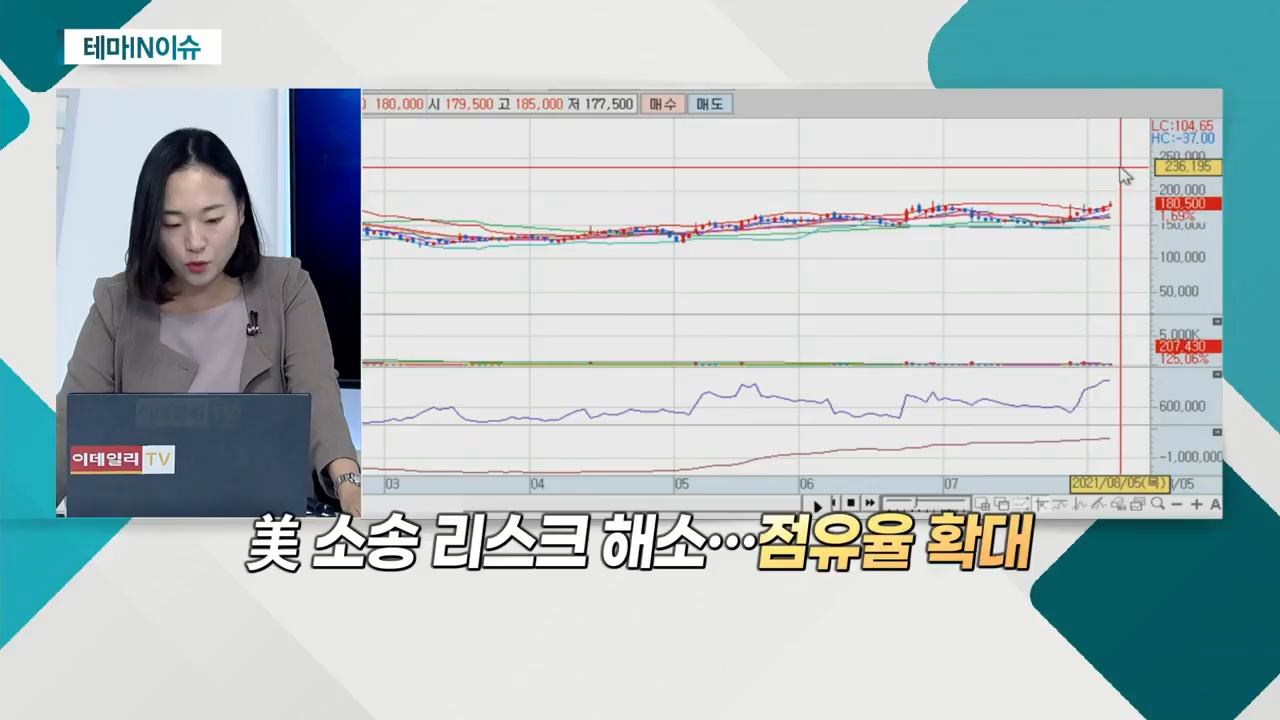 테마IN이슈
180,000 시 179,500 고 185,000 저 177,500 매수 매도
LC:104.65
HC:-37.00
250,000
236,195
200,000
180,500
1.69%
150,000
100,000
50,000
5,000K
207,430
125.06%
600,000
-1,000,000
03 04 05 06 07 2021/08/05(목) /05
A
이데일리TV
美 소송 리스크 해소…점유율 확대